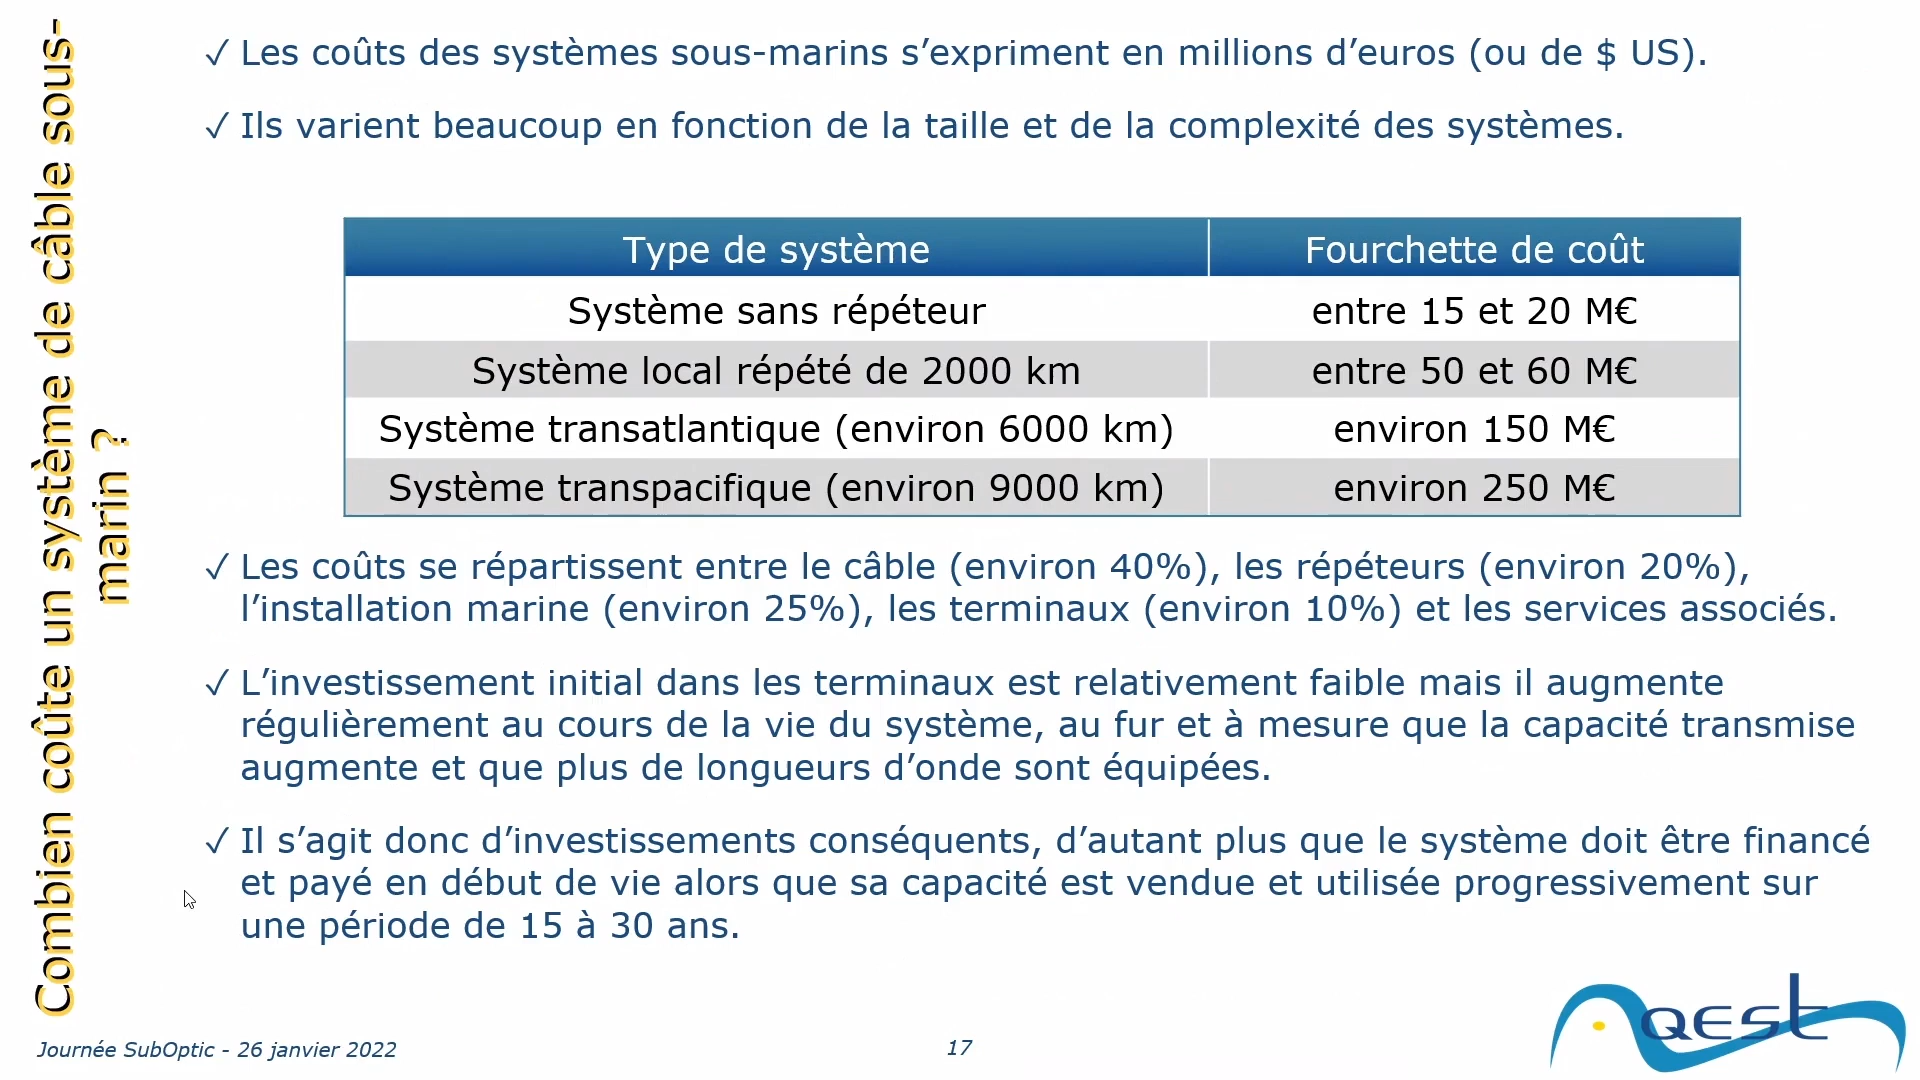 Combien coûte un système de câble sous-
marin ?
✓ Les coûts des systèmes sous-marins s’expriment en millions d’euros (ou de $ US).
✓ Ils varient beaucoup en fonction de la taille et de la complexité des systèmes.
Type de système Fourchette de coût
Système sans répéteur entre 15 et 20 M€
Système local répété de 2000 km entre 50 et 60 M€
Système transatlantique (environ 6000 km) environ 150 M€
Système transpacifique (environ 9000 km) environ 250 M€
✓ Les coûts se répartissent entre le câble (environ 40%), les répéteurs (environ 20%),
l’installation marine (environ 25%), les terminaux (environ 10%) et les services associés.
✓ L’investissement initial dans les terminaux est relativement faible mais il augmente
régulièrement au cours de la vie du système, au fur et à mesure que la capacité transmise
augmente et que plus de longueurs d’onde sont équipées.
✓ Il s’agit donc d’investissements conséquents, d’autant plus que le système doit être financé
et payé en début de vie alors que sa capacité est vendue et utilisée progressivement sur
une période de 15 à 30 ans.
Journée SubOptic - 26 janvier 2022
17
QEST